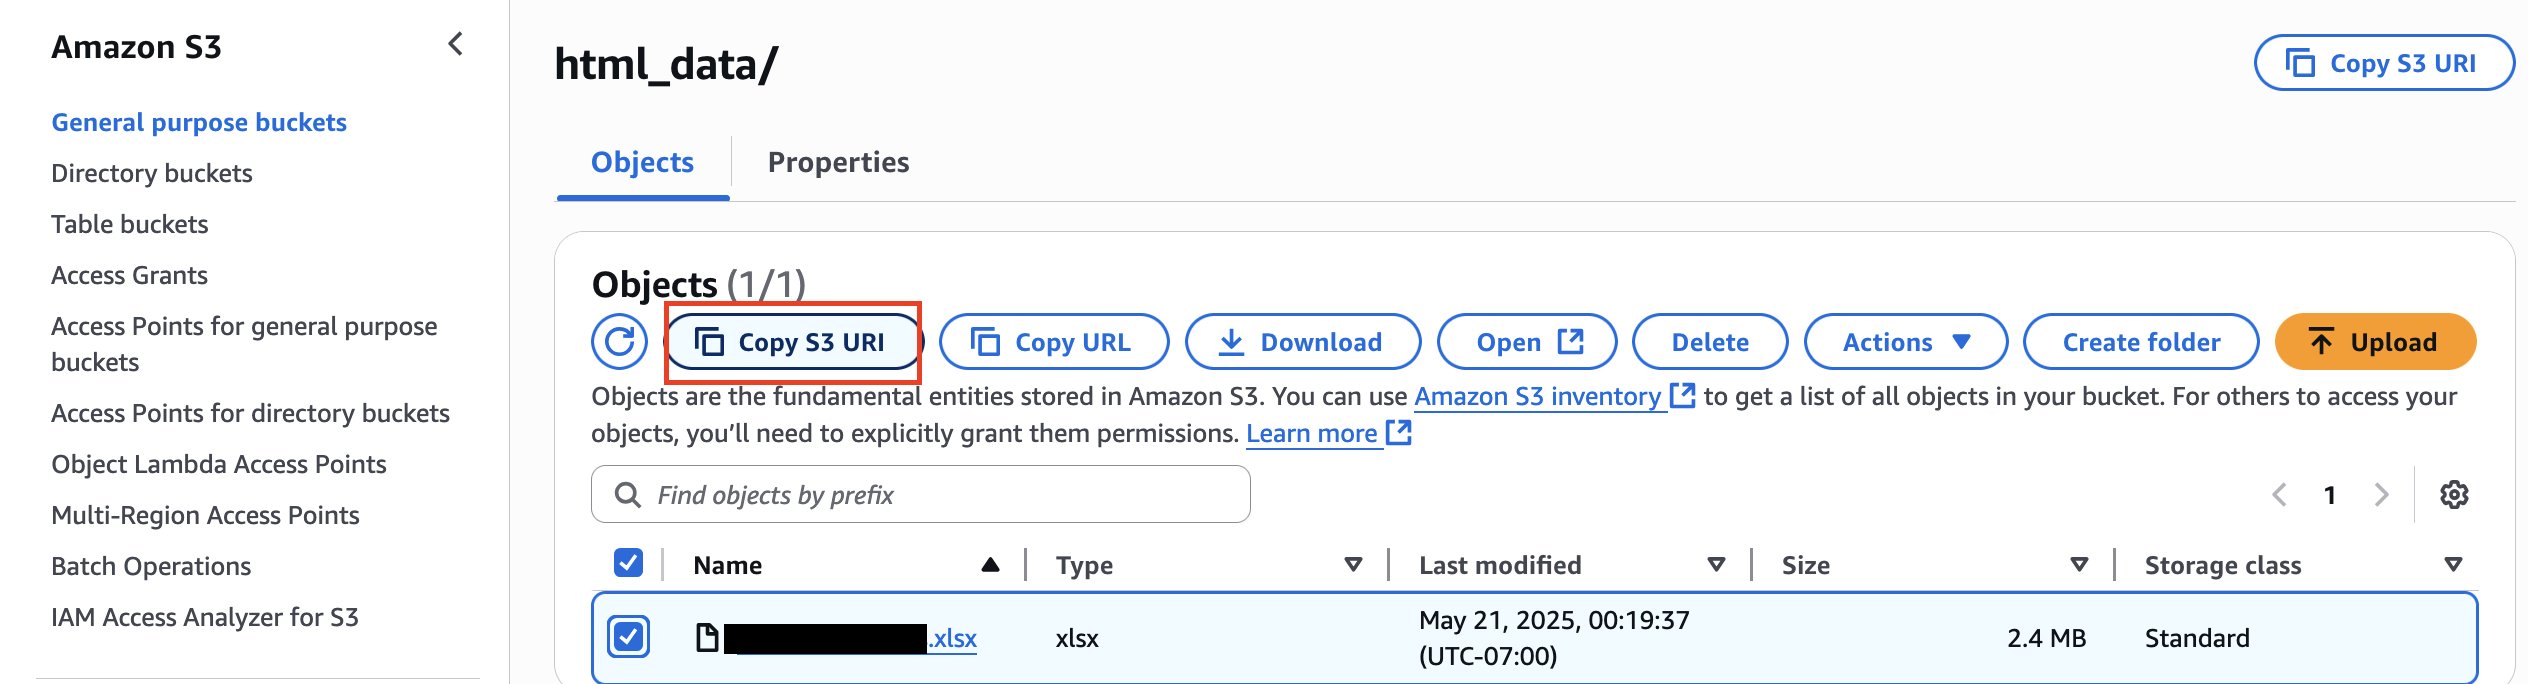 Amazon S3
General purpose buckets
Directory buckets
Table buckets
Access Grants
Access Points for general purpose
buckets
Access Points for directory buckets
Object Lambda Access Points
Multi-Region Access Points
Batch Operations
IAM Access Analyzer for S3
html_data/
Copy S3 URI
Objects
Properties
Objects (1/1)
Copy S3 URI
Copy URL
Download
Open
Delete
Actions
Create folder
Upload
Objects are the fundamental entities stored in Amazon S3. You can use Amazon S3 inventory to get a list of all objects in your bucket. For others to access your
objects, you’ll need to explicitly grant them permissions. Learn more
Find objects by prefix
1
Name
Type
Last modified
Size
Storage class
.xlsx
xlsx
May 21, 2025, 00:19:37
(UTC-07:00)
2.4 MB
Standard